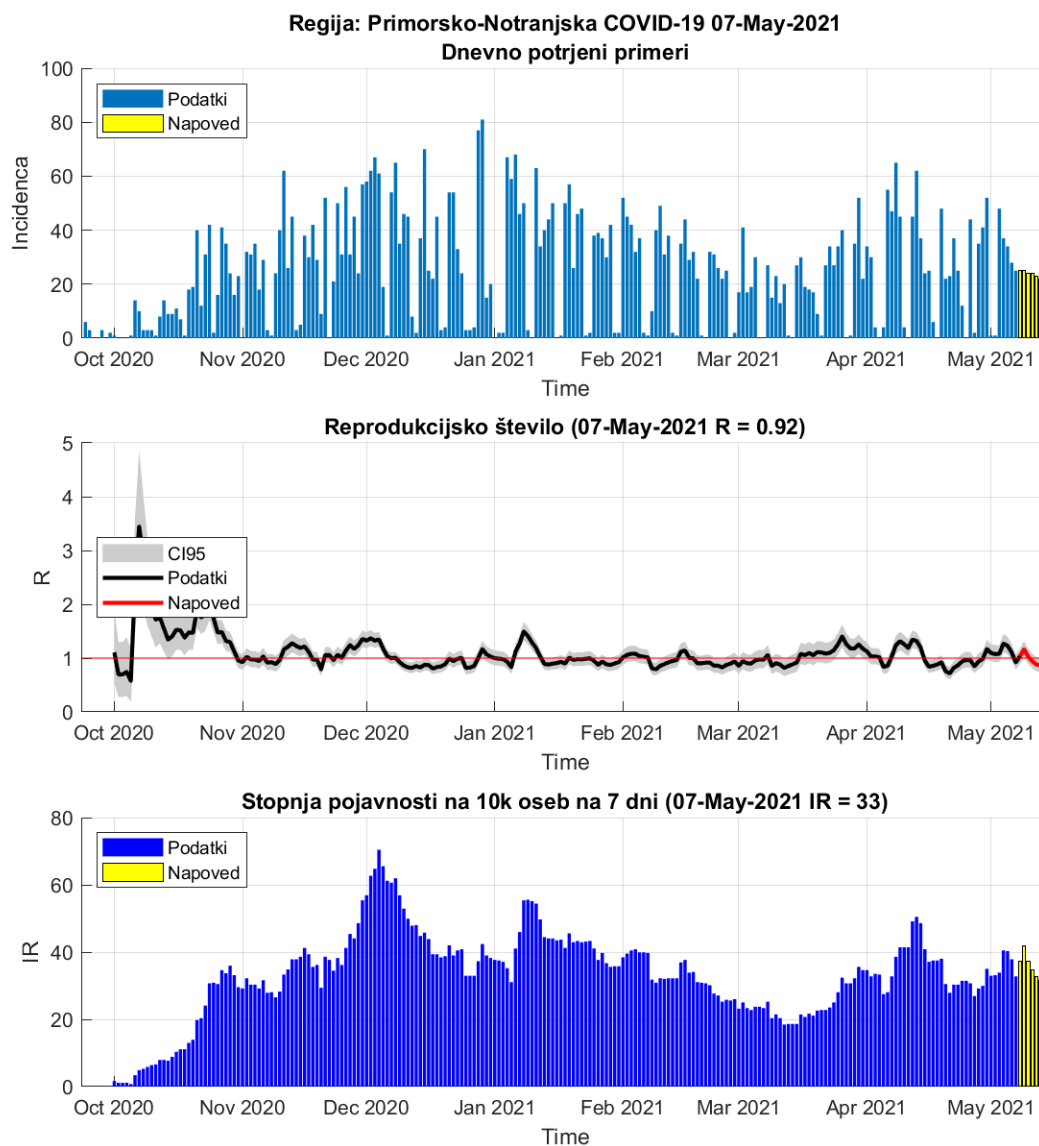 Regija: Primorsko-Notranjska COVID-19 07-May-2021
Dnevno potrjeni primeri
100
80
60
40
20
0
Incidenca
Podatki
Napoved
Oct 2020 Nov 2020 Dec 2020 Jan 2021 Feb 2021 Mar 2021 Apr 2021 May 2021
Time
Reprodukcijsko število (07-May-2021 R = 0.92)
5
4
3
2
1
0
R
CI95
Podatki
Napoved
Oct 2020 Nov 2020 Dec 2020 Jan 2021 Feb 2021 Mar 2021 Apr 2021 May 2021
Time
Stopnja pojavnosti na 10k oseb na 7 dni (07-May-2021 IR = 33)
80
60
40
20
0
IR
Podatki
Napoved
Oct 2020 Nov 2020 Dec 2020 Jan 2021 Feb 2021 Mar 2021 Apr 2021 May 2021
Time